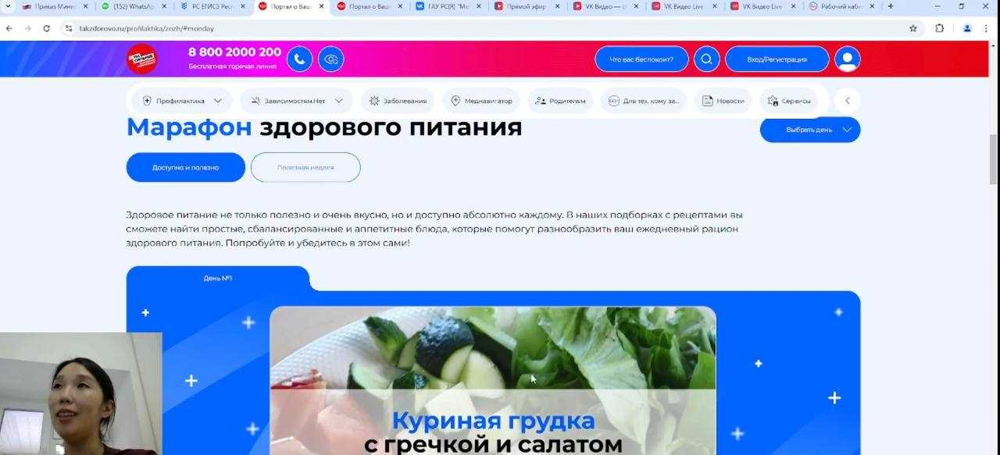 Приказ Минис
(152) WhatsAp
РС ЕГИСЗ Респ
Портал о Ваш
Портал о Ваш
ГАУ РС(Я) "Ме
Прямой эфир
VK Видео — ст
VK Видео Live
VK Видео Live
Рабочий каби
takzdorovo.ru/profilaktika/zozh/#monday
8 800 2000 200
Бесплатная горячая линия
Что вас беспокоит?
Вход/Регистрация
Профилактика
Зависимостям.Нет
Заболевания
Меднавигатор
Родителям
Для тех, кому за...
Новости
Сервисы
Марафон здорового питания
Выбрать день
Доступно и полезно
Полезная неделя
Здоровое питание не только полезно и очень вкусно, но и доступно абсолютно каждому. В наших подборках с рецептами вы
сможете найти простые, сбалансированные и аппетитные блюда, которые помогут разнообразить ваш ежедневный рацион
здорового питания. Попробуйте и убедитесь в этом сами!
День №1
Куриная грудка
с гречкой и салатом